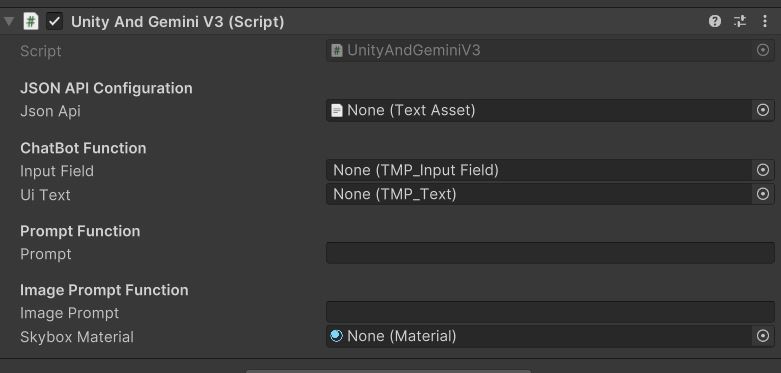 Unity And Gemini V3 (Script)
Script UnityAndGeminiV3
JSON API Configuration
Json Api None (Text Asset)
ChatBot Function
Input Field None (TMP_Input Field)
Ui Text None (TMP_Text)
Prompt Function
Prompt
Image Prompt Function
Image Prompt
Skybox Material None (Material)